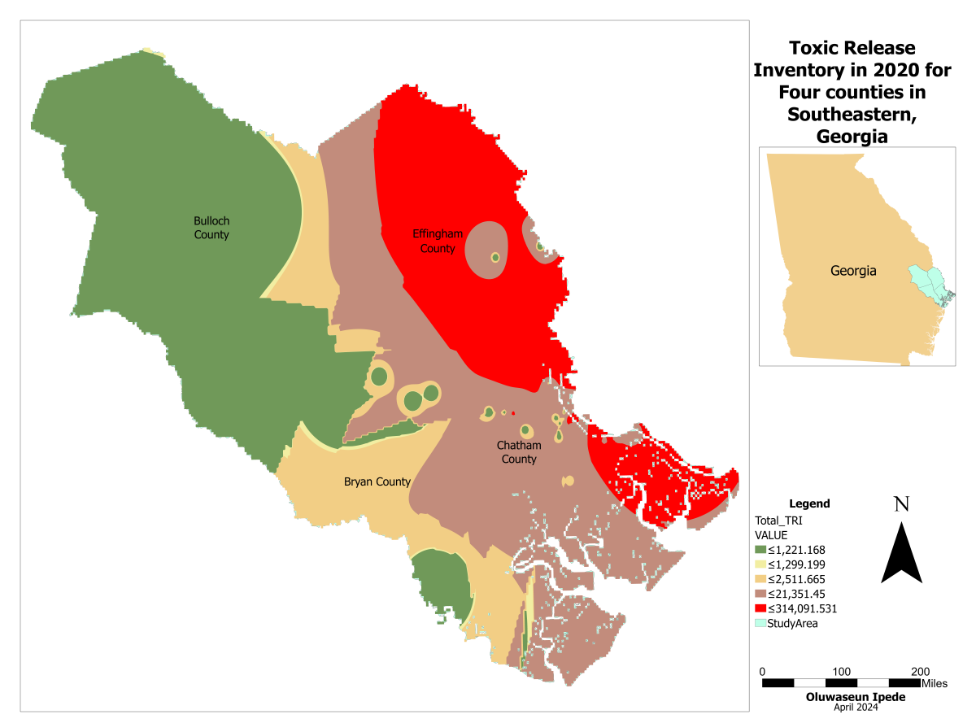 Toxic Release
Inventory in 2020 for
Four counties in
Southeastern,
Georgia
Bulloch
County
Effingham
County
Georgia
Chatham
County
Bryan County
N
Legend
Total_TRI
VALUE
≤1,221.168
≤1,299.199
≤2,511.665
≤21,351.45
≤314,091.531
StudyArea
0 100 200
Miles
Oluwaseun Ipede
April 2024